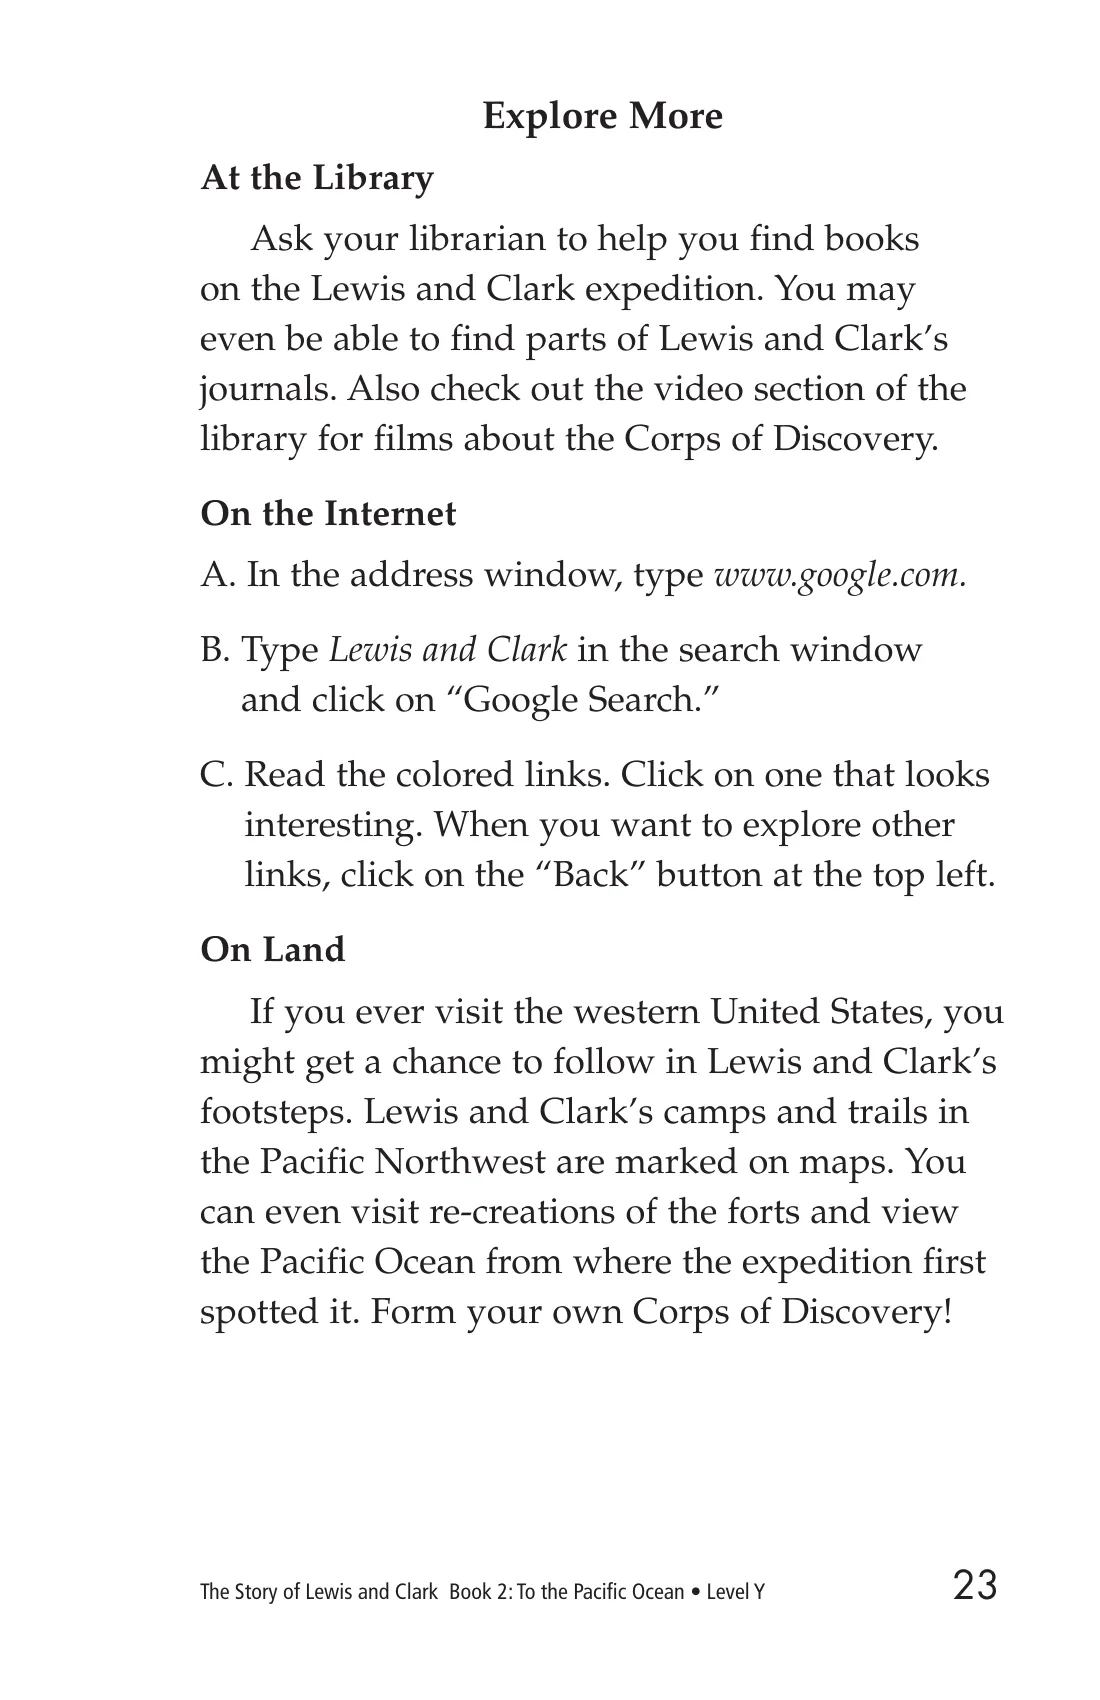 Explore More
At the Library
Ask your librarian to help you find books
on the Lewis and Clark expedition. You may
even be able to find parts of Lewis and Clark’s
journals. Also check out the video section of the
library for films about the Corps of Discovery.
On the Internet
A. In the address window, type www.google.com.
B. Type Lewis and Clark in the search window
and click on “Google Search.”
C. Read the colored links. Click on one that looks
interesting. When you want to explore other
links, click on the “Back” button at the top left.
On Land
If you ever visit the western United States, you
might get a chance to follow in Lewis and Clark’s
footsteps. Lewis and Clark’s camps and trails in
the Pacific Northwest are marked on maps. You
can even visit re-creations of the forts and view
the Pacific Ocean from where the expedition first
spotted it. Form your own Corps of Discovery!
The Story of Lewis and Clark Book 2: To the Pacific Ocean • Level Y 23